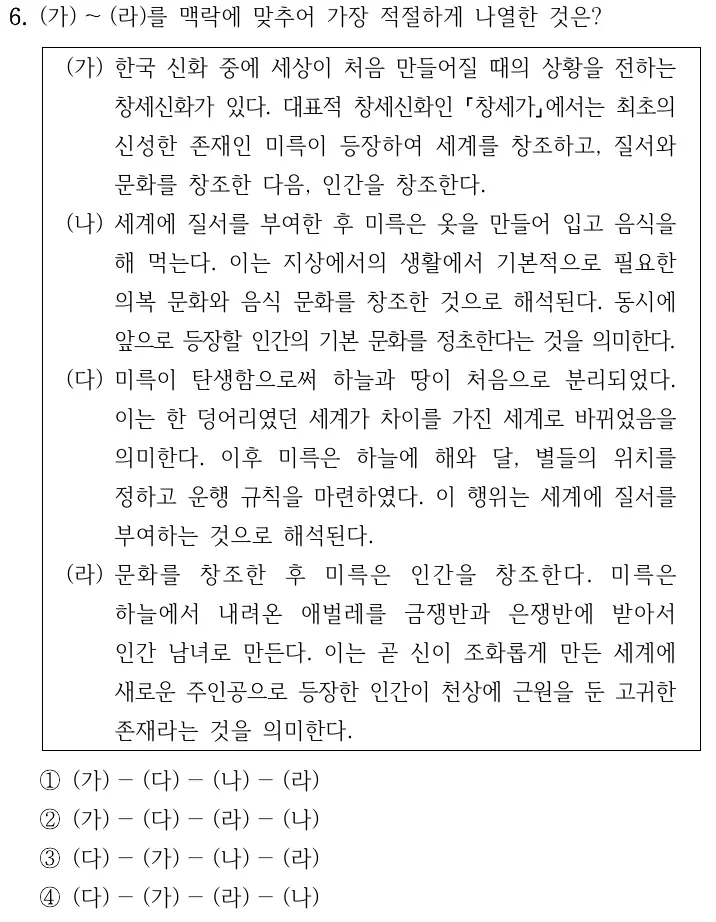 6. (가) ~ (라)를 맥락에 맞추어 가장 적절하게 나열한 것은?
(가) 한국 신화 중에 세상이 처음 만들어질 때의 상황을 전하는
창세신화가 있다. 대표적 창세신화인 「창세가」에서는 최초의
신성한 존재인 미륵이 등장하여 세계를 창조하고, 질서와
문화를 창조한 다음, 인간을 창조한다.
(나) 세계에 질서를 부여한 후 미륵은 옷을 만들어 입고 음식을
해 먹는다. 이는 지상에서의 생활에서 기본적으로 필요한
의복 문화와 음식 문화를 창조한 것으로 해석된다. 동시에
앞으로 등장할 인간의 기본 문화를 정초한다는 것을 의미한다.
(다) 미륵이 탄생함으로써 하늘과 땅이 처음으로 분리되었다.
이는 한 덩어리였던 세계가 차이를 가진 세계로 바뀌었음을
의미한다. 이후 미륵은 하늘에 해와 달, 별들의 위치를
정하고 운행 규칙을 마련하였다. 이 행위는 세계에 질서를
부여하는 것으로 해석된다.
(라) 문화를 창조한 후 미륵은 인간을 창조한다. 미륵은
하늘에서 내려온 애벌레를 금쟁반과 은쟁반에 받아서
인간 남녀로 만든다. 이는 곧 신이 조화롭게 만든 세계에
새로운 주인공으로 등장한 인간이 천상에 근원을 둔 고귀한
존재라는 것을 의미한다.
① (가) - (다) - (나) - (라)
② (가) - (다) - (라) - (나)
③ (다) - (가) - (나) - (라)
④ (다) - (가) - (라) - (나)